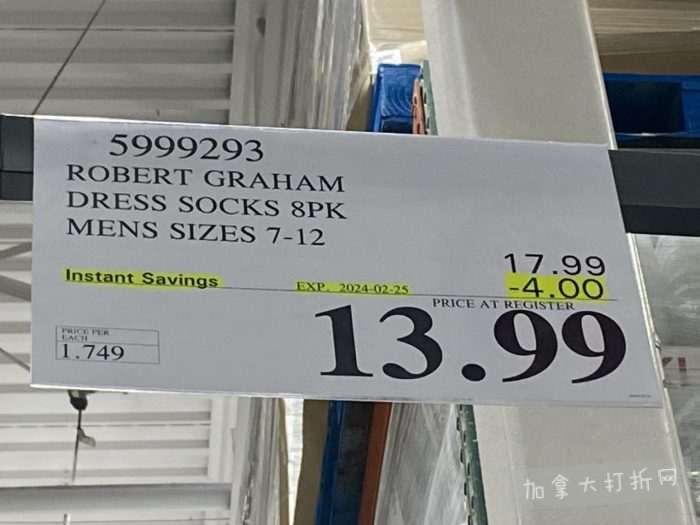 5999293
ROBERT GRAHAM
DRESS SOCKS 8PK
MENS SIZES 7-12
17.99
Instant Savings EXP. 2024-02-25 -4.00
PRICE AT REGISTER
PRICE PER
EACH
1.749
13.99
加拿大打折网